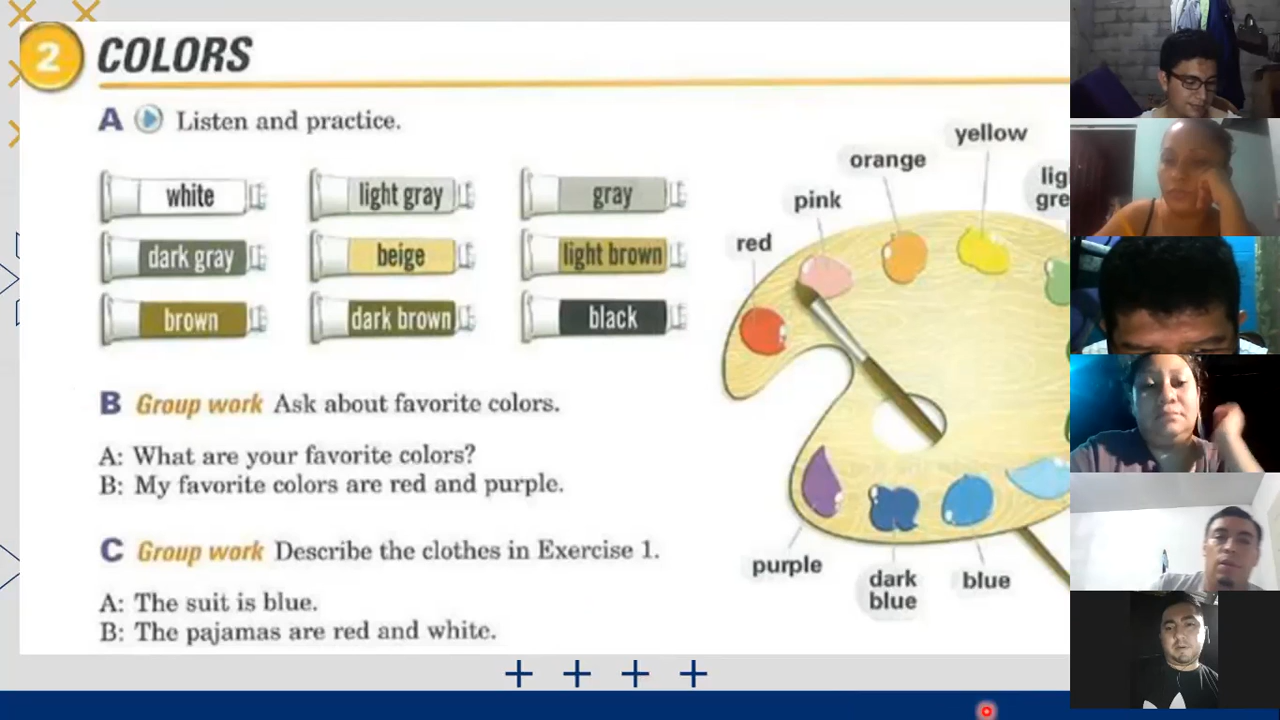 2 COLORS
A Listen and practice.
white light gray gray
dark gray beige light brown
brown dark brown black
B Group work Ask about favorite colors.
A: What are your favorite colors?
B: My favorite colors are red and purple.
C Group work Describe the clothes in Exercise 1.
A: The suit is blue.
B: The pajamas are red and white.
yellow
orange
pink
red
purple
dark
blue
blue